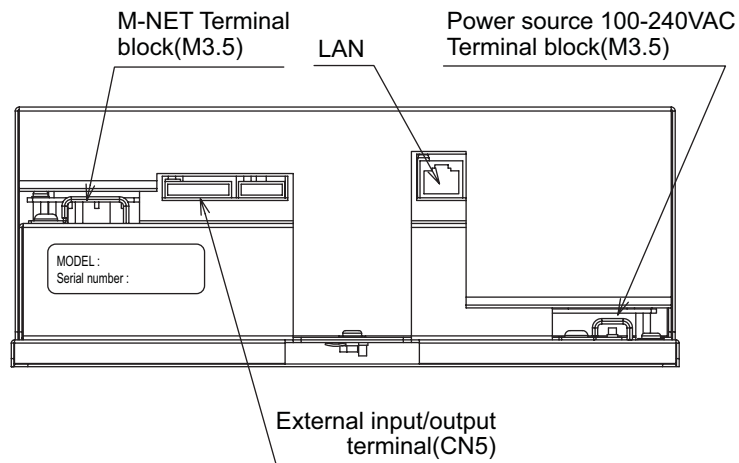 M-NET Terminal
block(M3.5)
LAN
Power source 100-240VAC
Terminal block(M3.5)
MODEL :
Serial number :
External input/output
terminal(CN5)